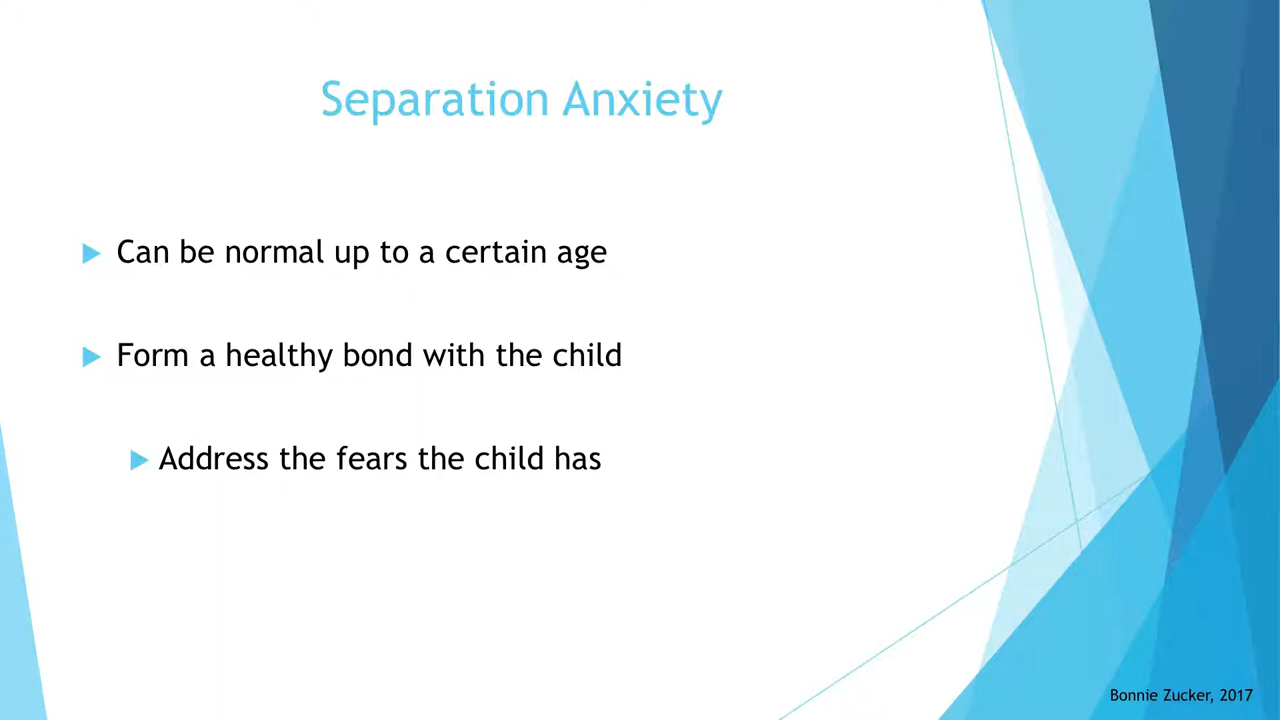 Separation Anxiety
Can be normal up to a certain age
Form a healthy bond with the child
Address the fears the child has
Bonnie Zucker, 2017